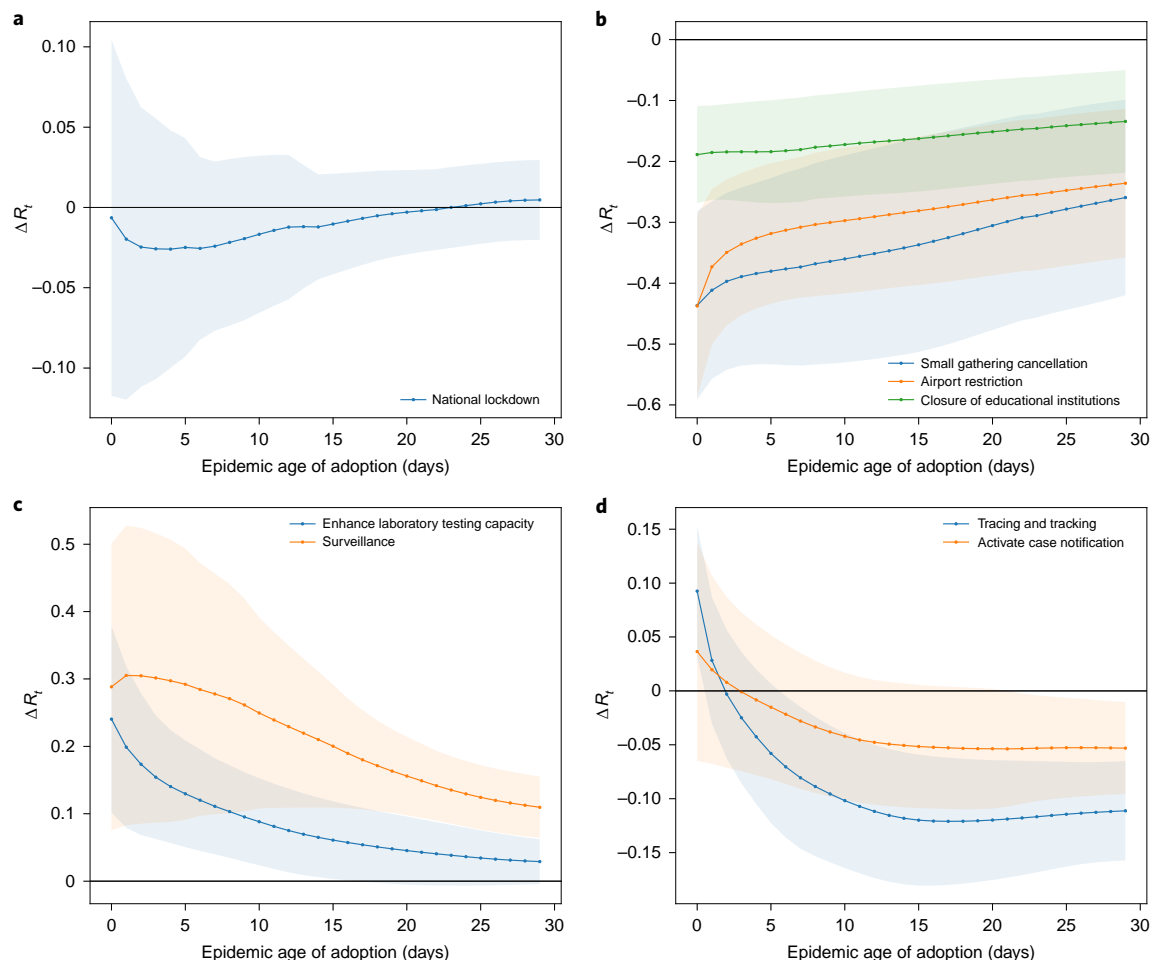 a
0.10
0.05
0
–0.05
–0.10
ΔRt
0 5 10 15 20 25 30
Epidemic age of adoption (days)
National lockdown
b
0
–0.1
–0.2
–0.3
–0.4
–0.5
–0.6
ΔRt
0 5 10 15 20 25 30
Epidemic age of adoption (days)
Small gathering cancellation
Airport restriction
Closure of educational institutions
c
0.5
0.4
0.3
0.2
0.1
0
ΔRt
0 5 10 15 20 25 30
Epidemic age of adoption (days)
Enhance laboratory testing capacity
Surveillance
d
0.15
0.10
0.05
0
–0.05
–0.10
–0.15
ΔRt
0 5 10 15 20 25 30
Epidemic age of adoption (days)
Tracing and tracking
Activate case notification